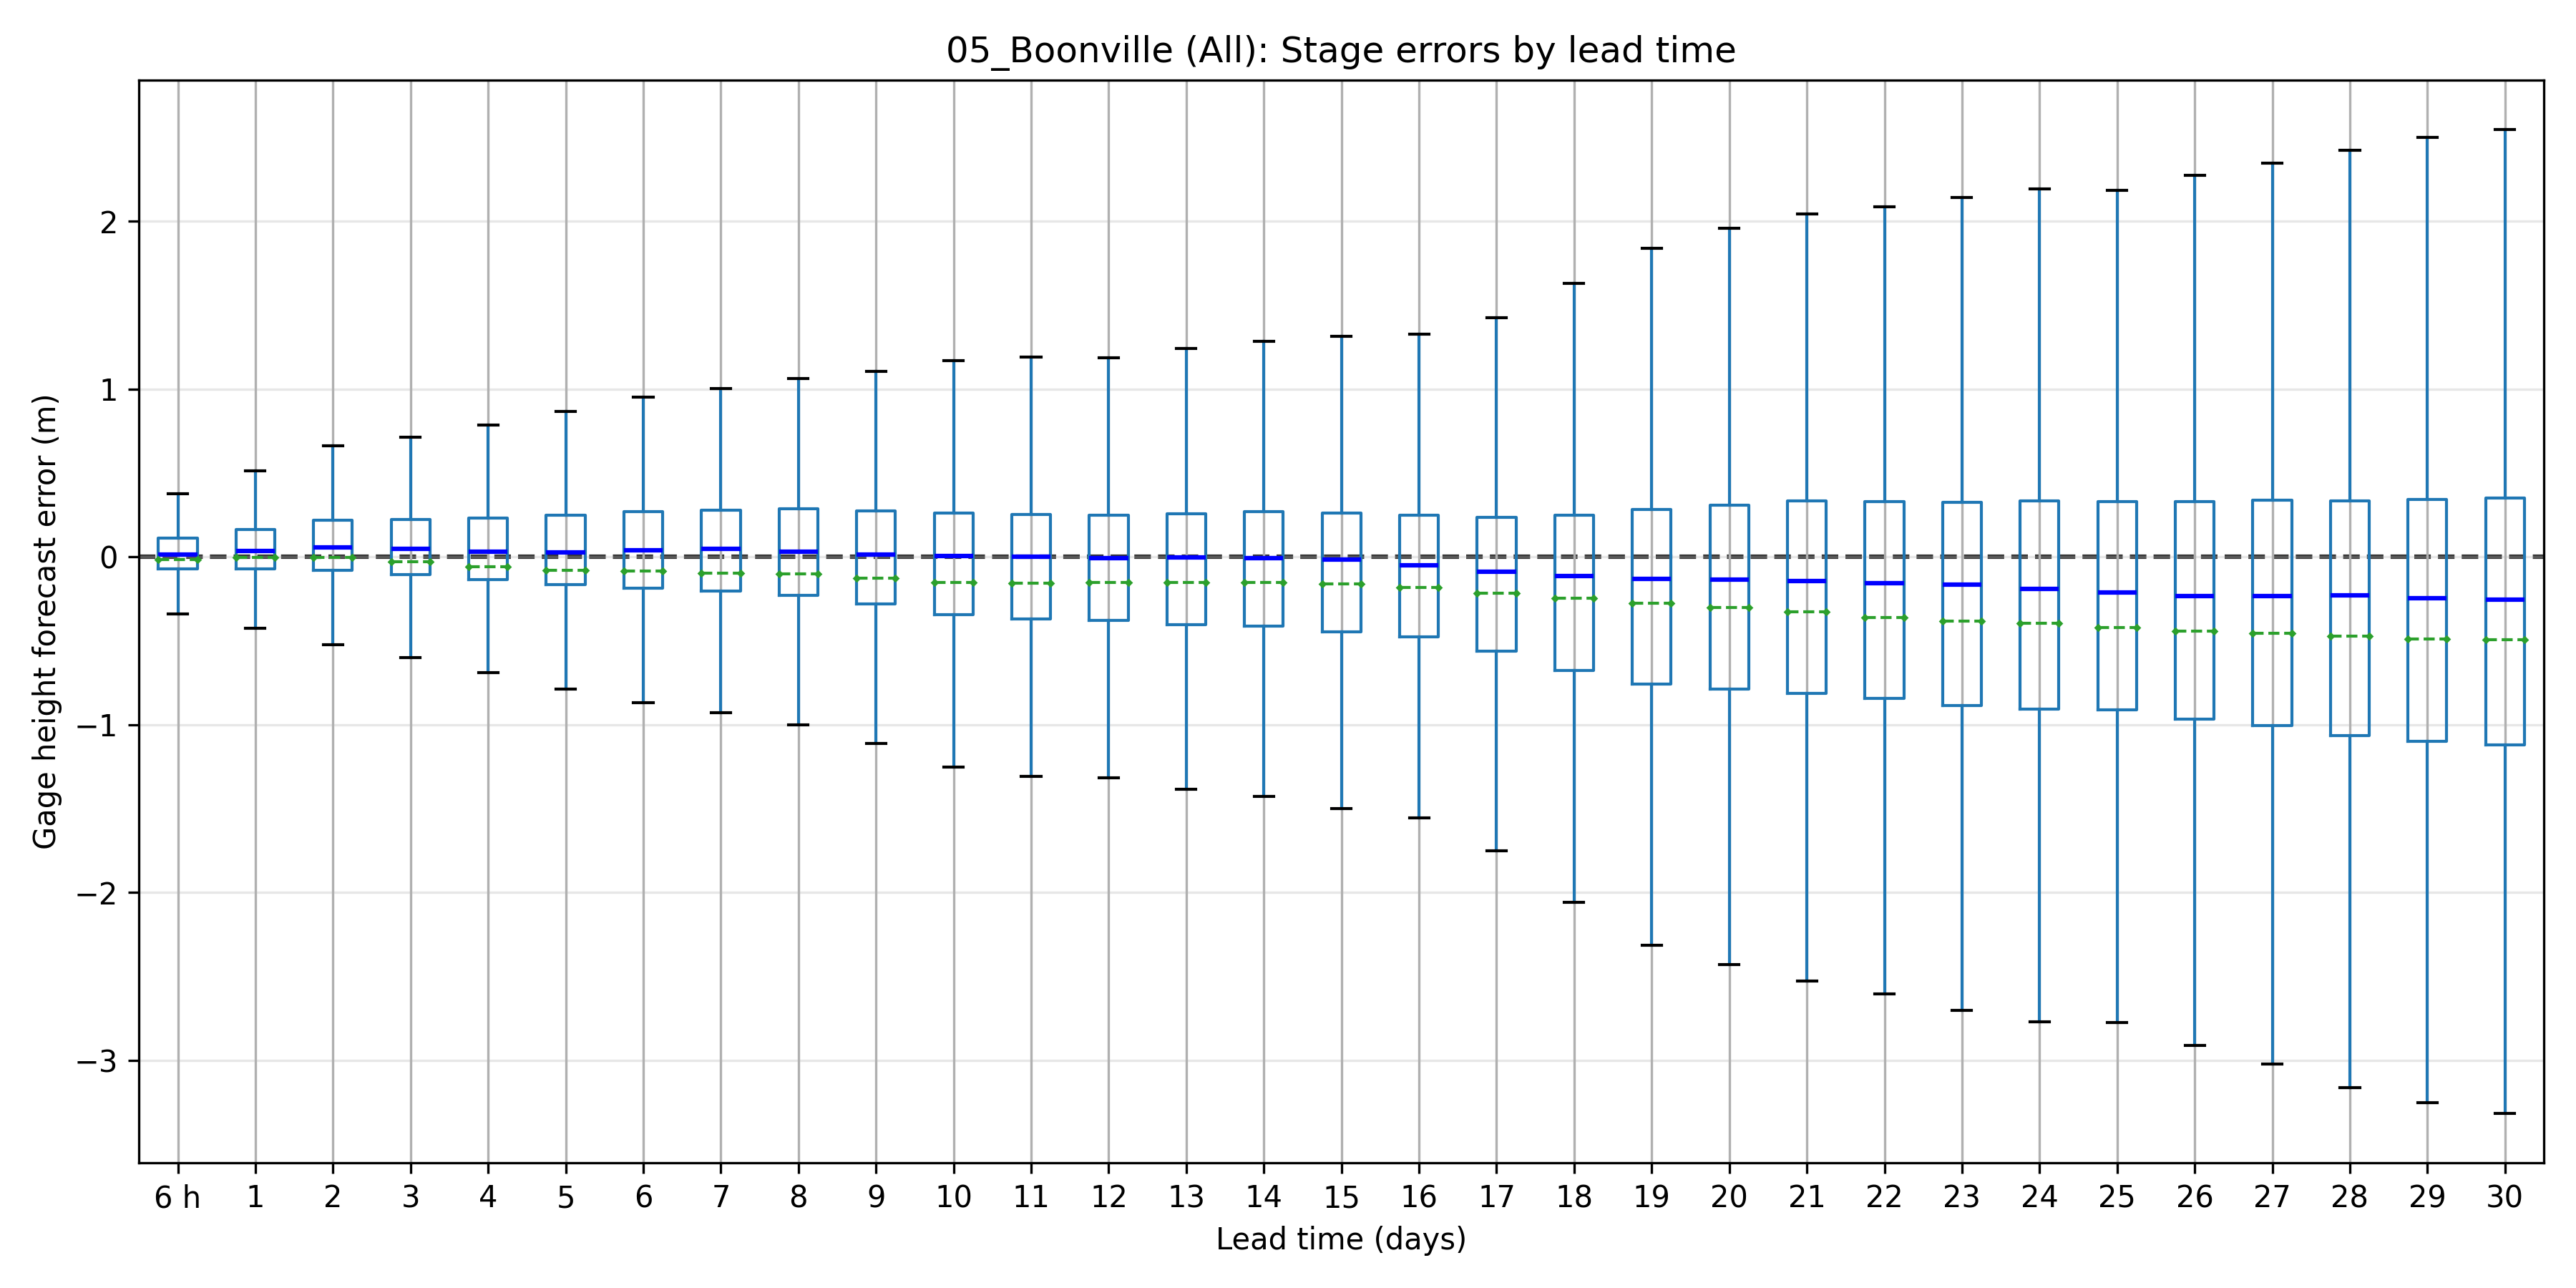 05_Boonville (All): Stage errors by lead time
Gage height forecast error (m)
2
1
0
−1
−2
−3
6 h 1 2 3 4 5 6 7 8 9 10 11 12 13 14 15 16 17 18 19 20 21 22 23 24 25 26 27 28 29 30
Lead time (days)